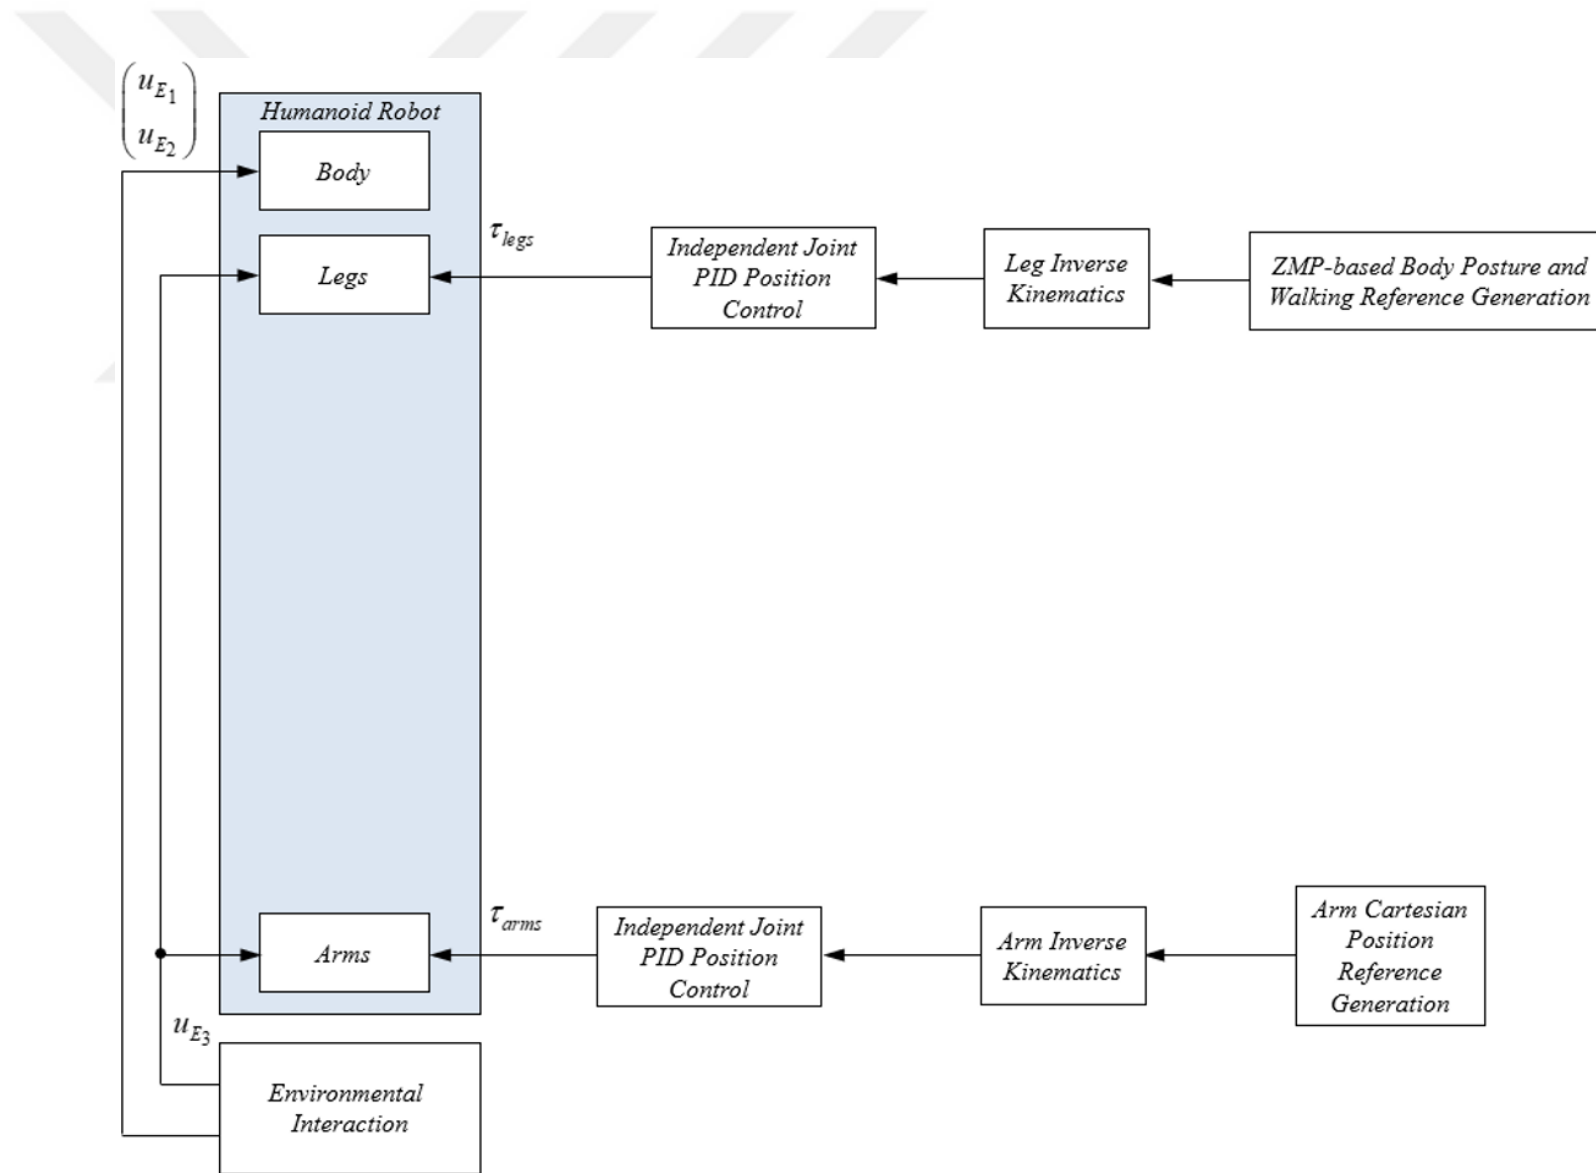 u_{E_1}
u_{E_2}
Humanoid Robot
Body
Legs
τ_{legs}
Independent Joint
PID Position
Control
Leg Inverse
Kinematics
ZMP-based Body Posture and
Walking Reference Generation
Arms
τ_{arms}
Independent Joint
PID Position
Control
Arm Inverse
Kinematics
Arm Cartesian
Position
Reference
Generation
u_{E_3}
Environmental
Interaction